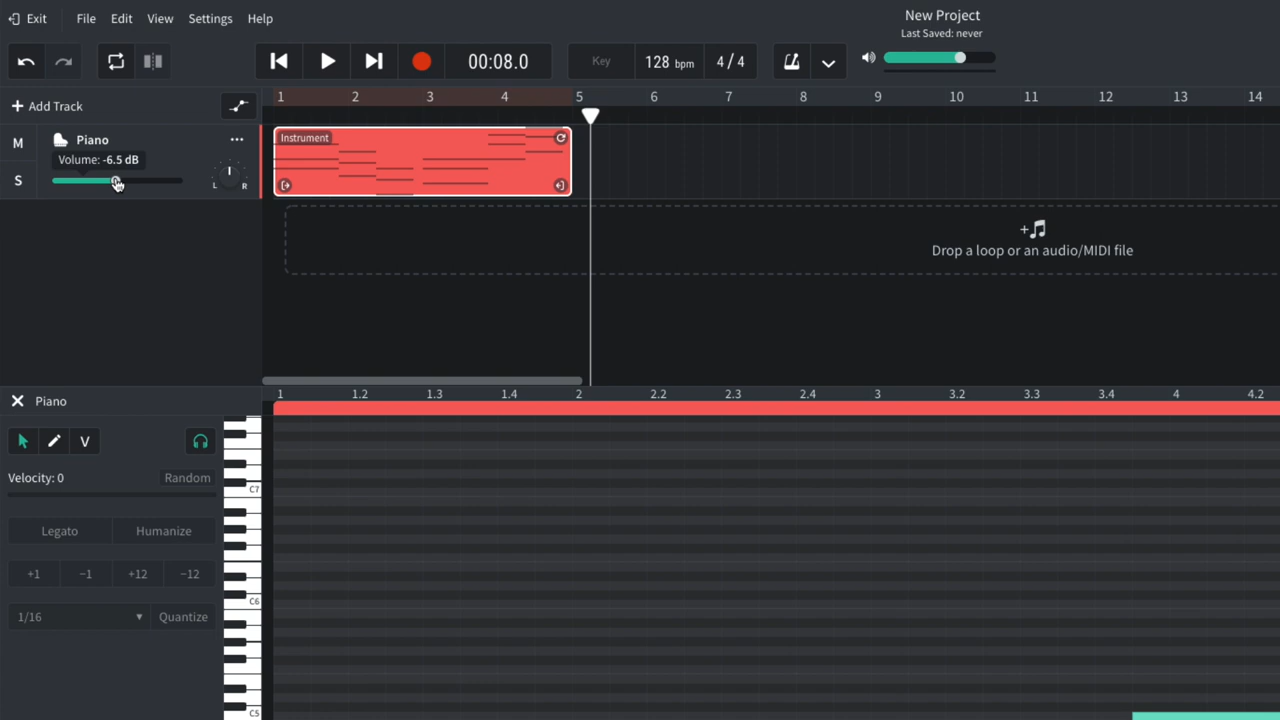 Exit File Edit View Settings Help
New Project
Last Saved: never
00:08.0 Key 128 bpm 4 / 4
+ Add Track
1 2 3 4 5 6 7 8 9 10 11 12 13 14
M Piano
Volume: -6.5 dB
S L R
Instrument
Drop a loop or an audio/MIDI file
Piano
1 1.2 1.3 1.4 2 2.2 2.3 2.4 3 3.2 3.3 3.4 4 4.2
V
Velocity: 0 Random
C7
Legato Humanize
+1 −1 +12 −12
C6
1/16 Quantize
C5